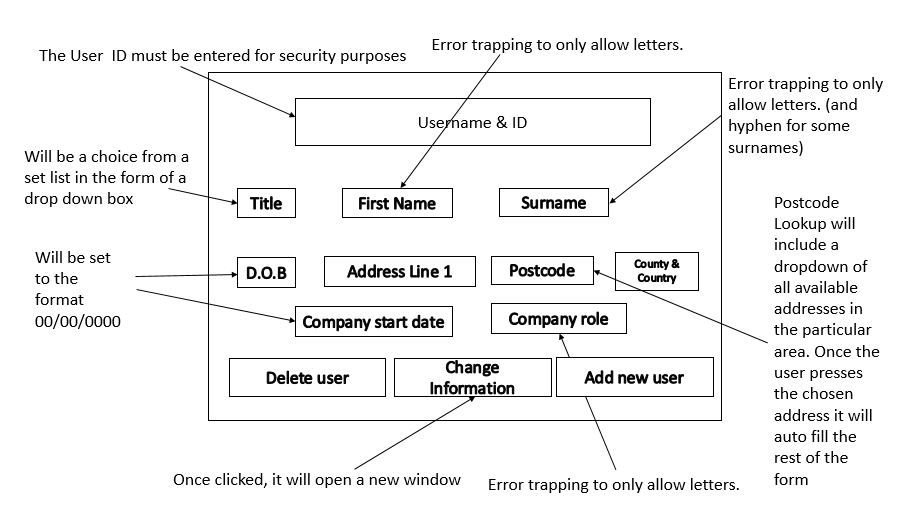 Error trapping to only allow letters.
The User  ID must be entered for security purposes
Error trapping to only
allow letters. (and
hyphen for some
surnames)
Username & ID
Will be a choice from a
set list in the form of a
drop down box
Title
First Name
Surname
Postcode
Lookup will
include a
dropdown of
all available
addresses in
the particular
area. Once the
user presses
the chosen
address it will
auto fill the
rest of the
form
Will be set
to the
format
00/00/0000
D.O.B
Address Line 1
Postcode
County &
Country
Company start date
Company role
Delete user
Change
Information
Add new user
Once clicked, it will open a new window
Error trapping to only allow letters.